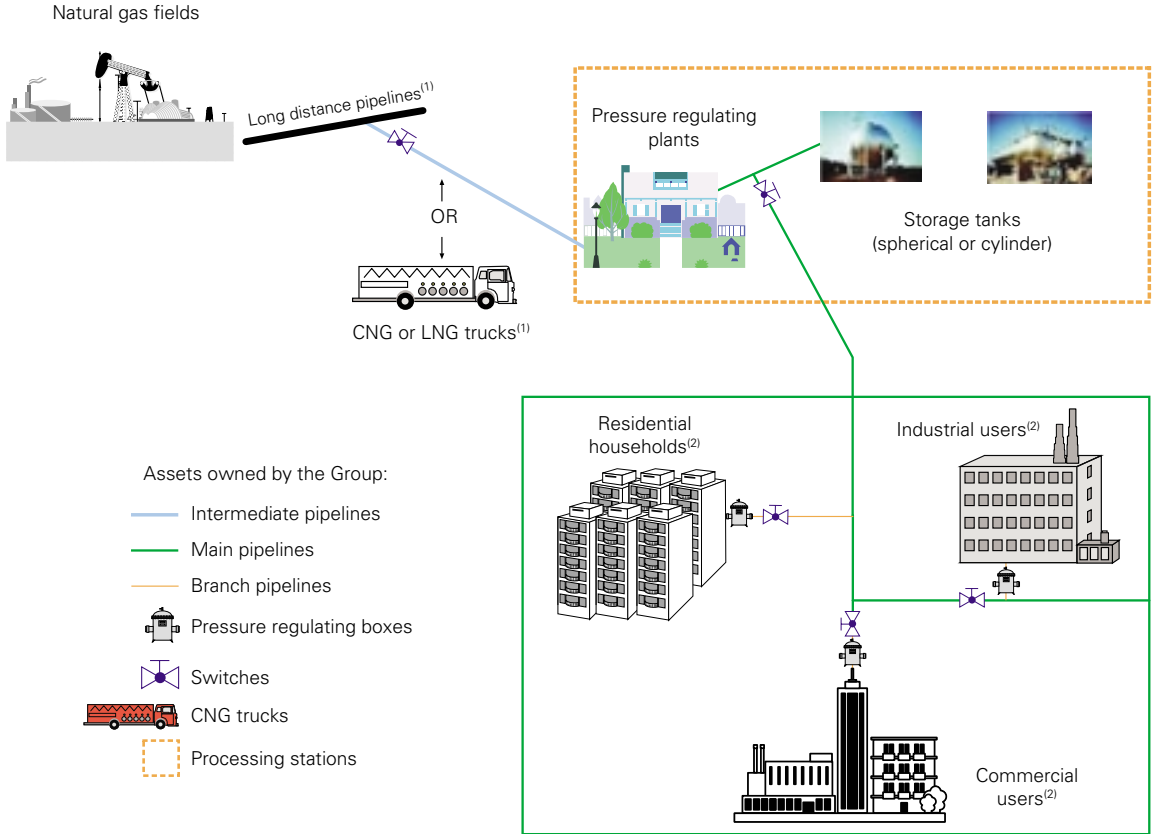 Natural gas fields
Long distance pipelines(1)
OR
CNG or LNG trucks(1)
Pressure regulating
plants
Storage tanks
(spherical or cylinder)
Residential
households(2)
Industrial users(2)
Commercial
users(2)
Assets owned by the Group:
Intermediate pipelines
Main pipelines
Branch pipelines
Pressure regulating boxes
Switches
CNG trucks
Processing stations